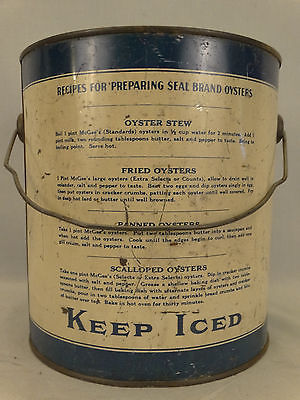 RECIPES FOR PREPARING SEAL BRAND OYSTERS
OYSTER STEW
Boil 1 pint McGee's (Standards) oysters in ½ cup water for 2 minutes. Add 1
pint milk, two rounding tablespoons butter, salt and pepper to taste. Bring to
boiling point. Serve hot.
FRIED OYSTERS
1 Pint McGee's large oysters (Extra Selects or Counts), allow to drain well in
colander, salt and pepper to taste. Beat two eggs and dip oysters singly in
egg then put oysters in cracker crumbs, patting each oyster until well covered. Fry
in deep hot lard or butter until well browned.
PANNED OYSTERS
Take 1 pint McGee's oysters. Put two tablespoons butter into a saucepan and
when hot add the oysters. Cook until the edges begin to curl; then add one
salt and pepper to taste.
SCALLOPED OYSTERS
Take one pint McGee's (Selects or Extra Selects) oysters. Dip in cracker crumbs
seasoned with salt and pepper. Grease a shallow baking dish with two table-
spoons butter, then fill baking dish with alternate layers of oysters and cracker
crumbs, pour in two tablespoons of water and sprinkle bread crumbs and bits
of butter over top. Bake in hot oven for thirty minutes.
KEEP ICED